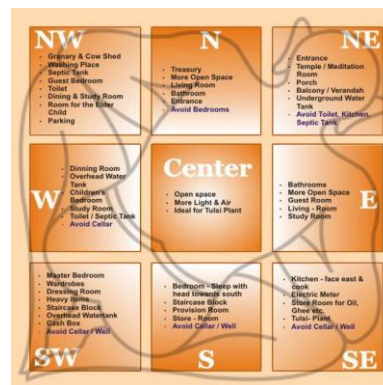 NW
Granary & Cow Shed
Washing Place
Septic Tank
Guest Bedroom
Toilet
Dining & Study Room
Room for the Elder
Child
Parking
N
Treasury
More Open Space
Living Room
Bathroom
Entrance
Avoid Bedrooms
NE
Entrance
Temple / Meditation
Room
Porch
Balcony / Verandah
Underground Water
Tank
Avoid Toilet, Kitchen,
Septic Tank
W
Dinning Room
Overhead Water
Tank
Children's
Bedroom
Study Room
Toilet / Septic Tank
Avoid Cellar
Center
Open space
More Light & Air
Ideal for Tulsi Plant
E
Bathrooms
More Open Space
Guest Room
Living - Room
Study Room
Master Bedroom
Wardrobes
Dressing Room
Heavy Items
Staircase Block
Overhead Watertank
Cash Box
Avoid Cellar / Well
SW
Bedroom - Sleep with
head towards south
Staircase Block
Provision Room
Store - Room
Avoid Cellar / Well
S
Kitchen - face east &
cook
Electric Meter
Store Room for Oil,
Ghee etc.
Tulsi- Plant
Avoid Cellar / Well
SE